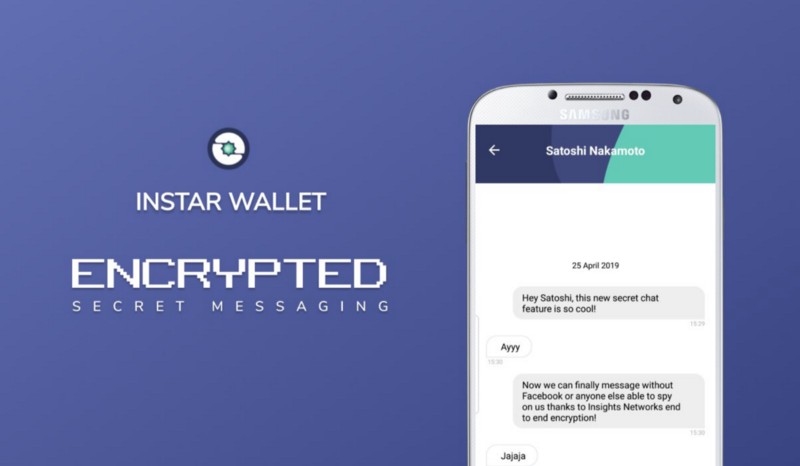 INSTAR WALLET
ENCRYPTED
SECRET MESSAGING
SAMSUNG
Satoshi Nakamoto
25 April 2019
Hey Satoshi, this new secret chat
feature is so cool!
15:29
Ayyy
15:30
Now we can finally message without
Facebook or anyone else able to spy
on us thanks to Insights Networks end
to end encryption!
15:30
Jajaja